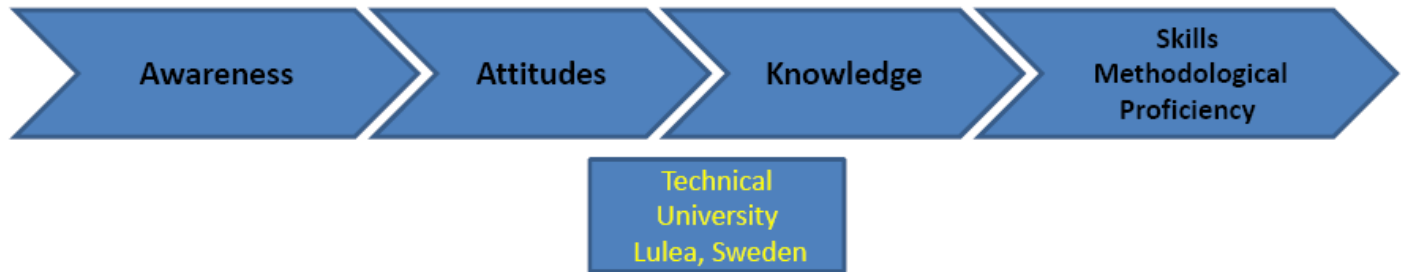 Awareness
Attitudes
Knowledge
Skills
Methodological
Proficiency
Technical
University
Lulea, Sweden